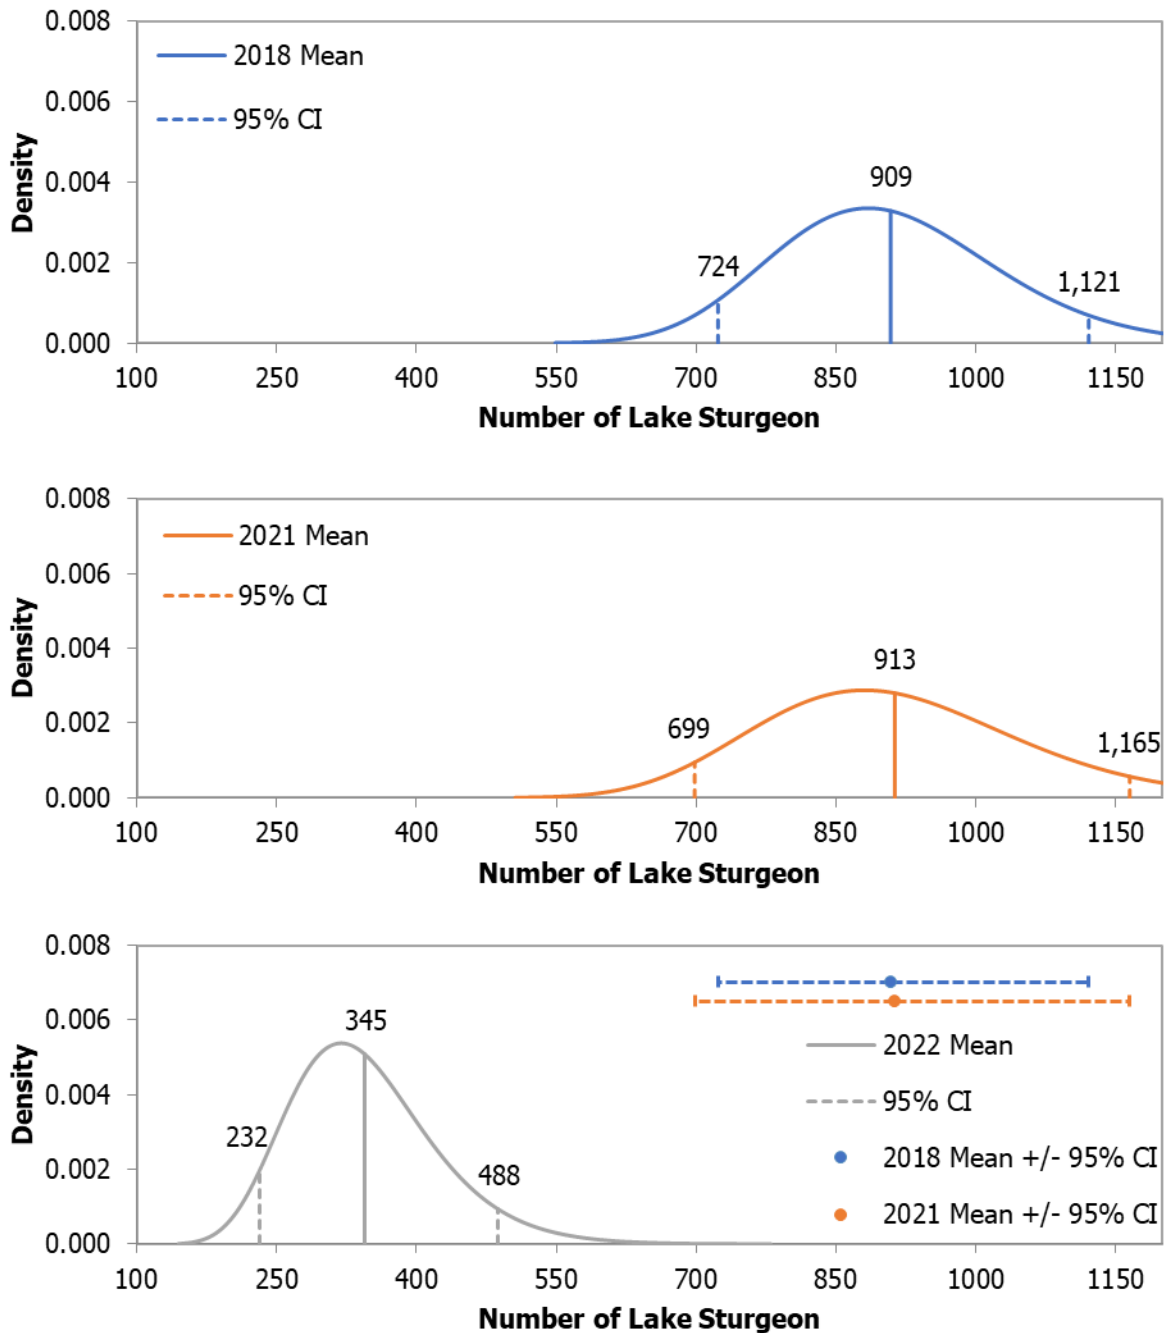 0.008
2018 Mean
0.006
95% CI
0.004
909
724
1,121
0.002
0.000
Density
100 250 400 550 700 850 1000 1150
Number of Lake Sturgeon
0.008
2021 Mean
0.006
95% CI
0.004
913
0.002
699
1,165
0.000
Density
100 250 400 550 700 850 1000 1150
Number of Lake Sturgeon
0.008
0.006
345
2022 Mean
0.004
95% CI
232
2018 Mean +/- 95% CI
0.002
488
2021 Mean +/- 95% CI
0.000
Density
100 250 400 550 700 850 1000 1150
Number of Lake Sturgeon